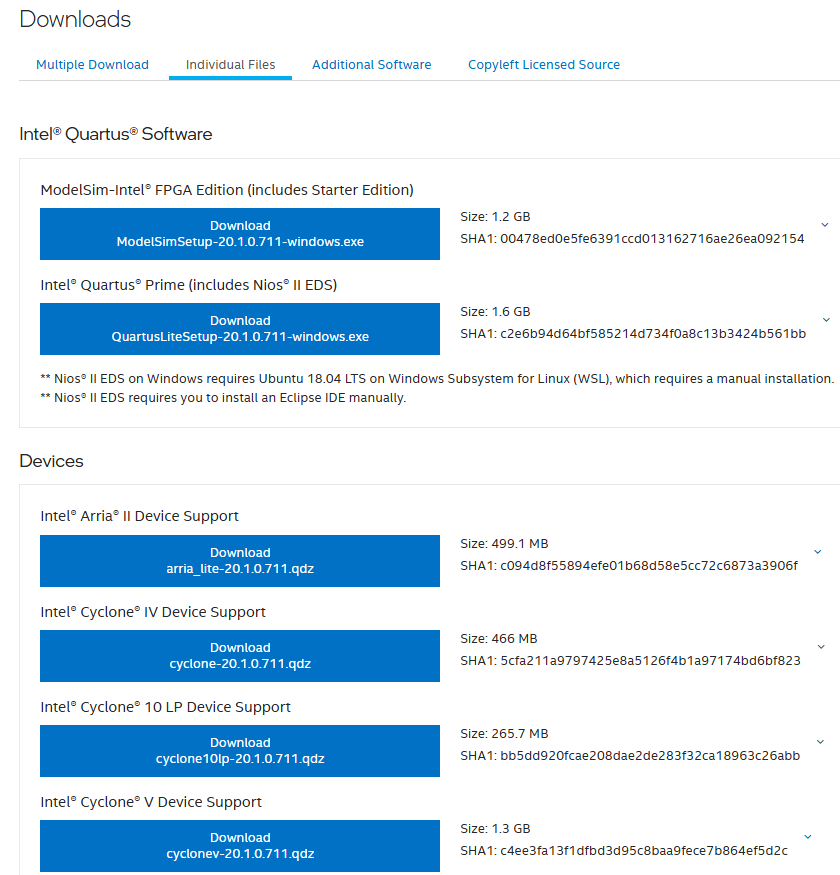 Downloads
Multiple Download Individual Files Additional Software Copyleft Licensed Source
Intel® Quartus® Software
ModelSim-Intel® FPGA Edition (includes Starter Edition)
Download
ModelSimSetup-20.1.0.711-windows.exe
Size: 1.2 GB
SHA1: 00478ed0e5fe6391ccd013162716ae26ea092154
Intel® Quartus® Prime (includes Nios® II EDS)
Download
QuartusLiteSetup-20.1.0.711-windows.exe
Size: 1.6 GB
SHA1: c2e6b94d64bf585214d734f0a8c13b3424b561bb
** Nios® II EDS on Windows requires Ubuntu 18.04 LTS on Windows Subsystem for Linux (WSL), which requires a manual installation.
** Nios® II EDS requires you to install an Eclipse IDE manually.
Devices
Intel® Arria® II Device Support
Download
arria_lite-20.1.0.711.qdz
Size: 499.1 MB
SHA1: c094d8f55894efe01b68d58e5cc72c6873a3906f
Intel® Cyclone® IV Device Support
Download
cyclone-20.1.0.711.qdz
Size: 466 MB
SHA1: 5cfa211a9797425e8a5126f4b1a97174bd6bf823
Intel® Cyclone® 10 LP Device Support
Download
cyclone10lp-20.1.0.711.qdz
Size: 265.7 MB
SHA1: bb5dd920fcae208dae2de283f32ca18963c26abb
Intel® Cyclone® V Device Support
Download
cyclonev-20.1.0.711.qdz
Size: 1.3 GB
SHA1: c4ee3fa13f1dfbd3d95c8baa9fece7b864ef5d2c